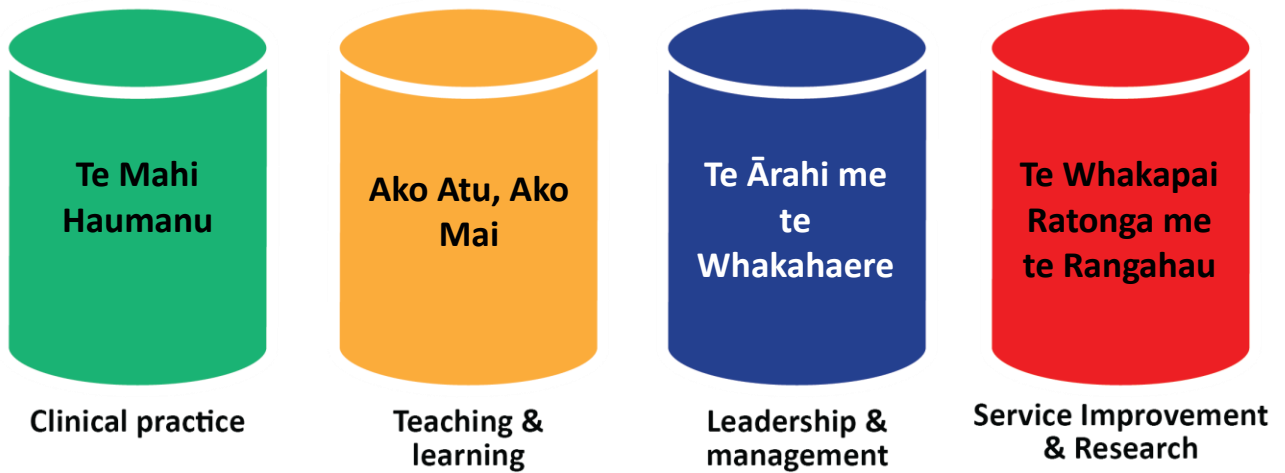 Te Mahi
Haumanu
Ako Atu, Ako
Mai
Te Ārahi me
te
Whakahaere
Te Whakapai
Ratonga me
te Rangahau
Clinical practice
Teaching &
learning
Leadership &
management
Service Improvement
& Research